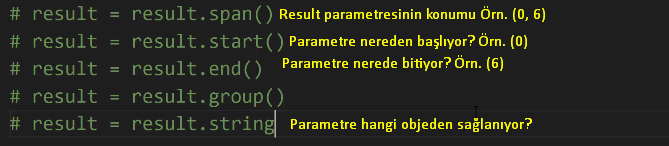 # result = result.span() Result parametresinin konumu Örn. (0, 6)
# result = result.start() Parametre nereden başlıyor? Örn. (0)
# result = result.end() Parametre nerede bitiyor? Örn. (6)
# result = result.group()
# result = result.string Parametre hangi objeden sağlanıyor?